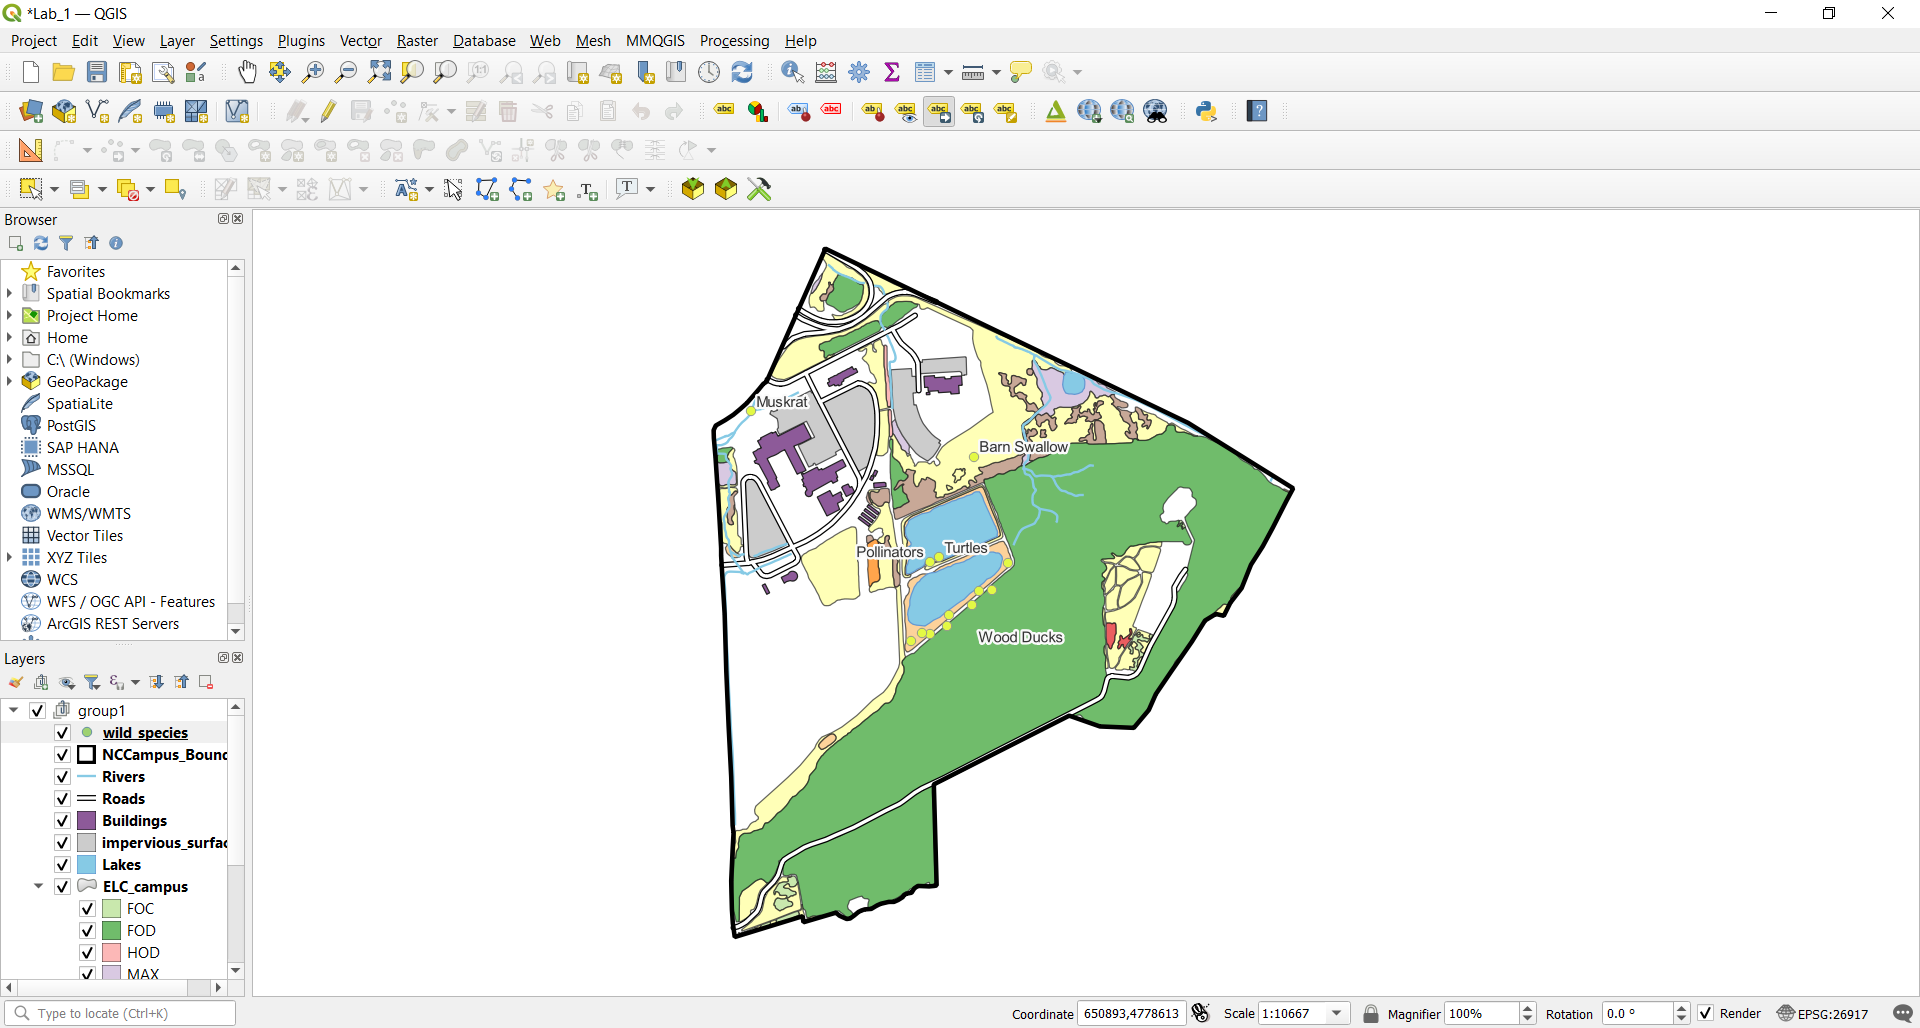 *Lab_1 — QGIS
Project Edit View Layer Settings Plugins Vector Raster Database Web Mesh MMQGIS Processing Help
Browser
Favorites
Spatial Bookmarks
Project Home
Home
C:\ (Windows)
GeoPackage
SpatiaLite
PostGIS
SAP HANA
MSSQL
Oracle
WMS/WMTS
Vector Tiles
XYZ Tiles
WCS
WFS / OGC API - Features
ArcGIS REST Servers
Layers
group1
wild_species
NCCampus_Bound
Rivers
Roads
Buildings
impervious_surfac
Lakes
ELC_campus
FOC
FOD
HOD
MAX
Muskrat
Barn Swallow
Pollinators
Turtles
Wood Ducks
Type to locate (Ctrl+K)
Coordinate 650893,4778613 Scale 1:10667 Magnifier 100% Rotation 0.0 ° Render EPSG:26917